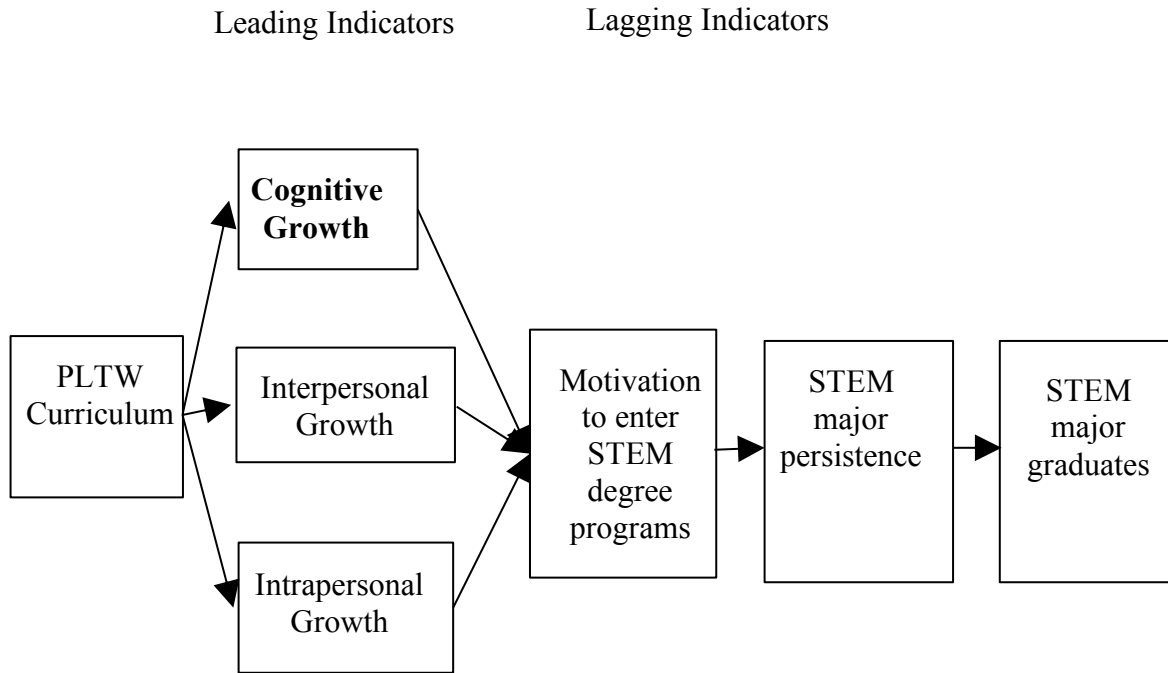 Leading Indicators
Lagging Indicators
Cognitive
Growth
PLTW
Curriculum
Interpersonal
Growth
Intrapersonal
Growth
Motivation
to enter
STEM
degree
programs
STEM
major
persistence
STEM
major
graduates